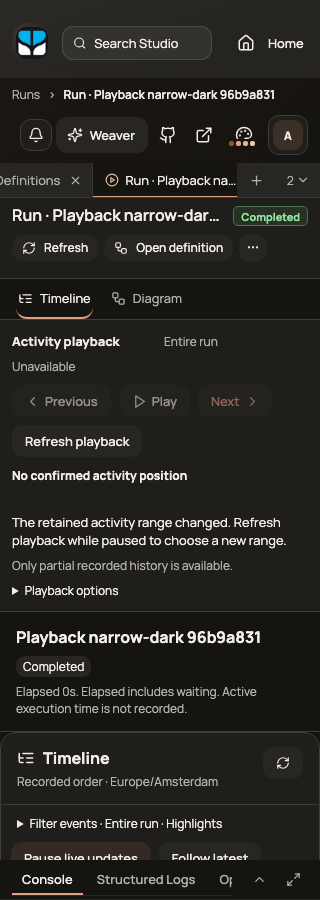 Search Studio
Home
Runs > Run · Playback narrow-dark 96b9a831
Weaver
A
Definitions ×
Run · Playback na...
+
2
Run · Playback narrow-dar...
Completed
Refresh
Open definition
...
Timeline
Diagram
Activity playback
Entire run
Unavailable
Previous
Play
Next
Refresh playback
No confirmed activity position
The retained activity range changed. Refresh
playback while paused to choose a new range.
Only partial recorded history is available.
Playback options
Playback narrow-dark 96b9a831
Completed
Elapsed 0s. Elapsed includes waiting. Active
execution time is not recorded.
Timeline
Recorded order · Europe/Amsterdam
Filter events · Entire run · Highlights
Pause live updates
Follow latest
Console
Structured Logs